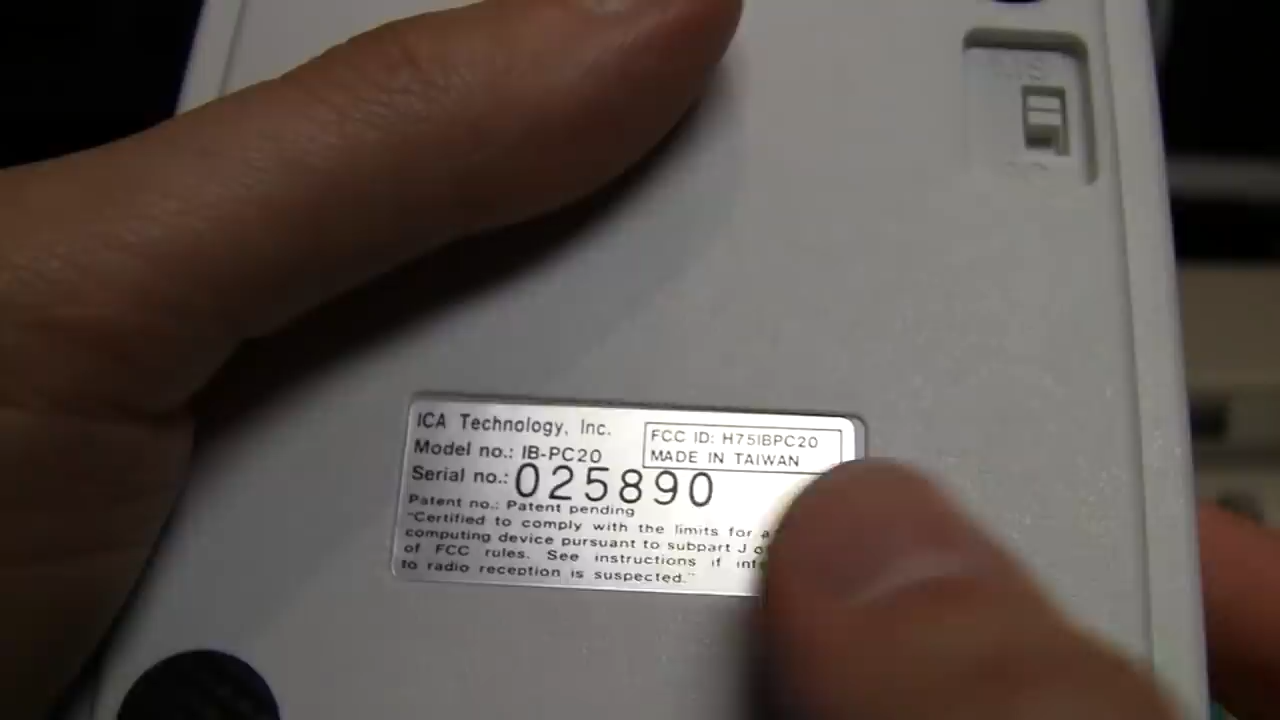 ICA Technology, Inc.
Model no.: IB-PC20
Serial no.: 025890
FCC ID: H75IBPC20
MADE IN TAIWAN
Patent no.: Patent pending
"Certified to comply with the limits for a
computing device pursuant to subpart J o
of FCC rules. See instructions if inte
to radio reception is suspected."